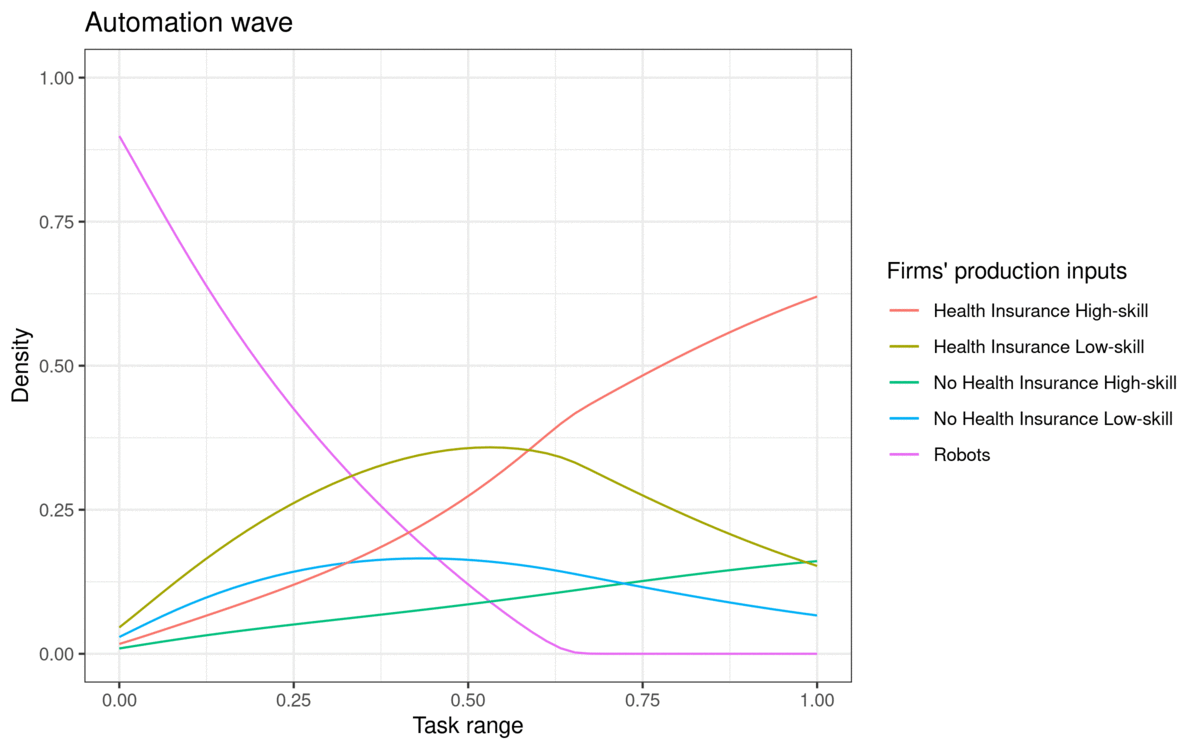 Automation wave
1.00
0.75
0.50
0.25
0.00
Density
0.00 0.25 0.50 0.75 1.00
Task range
Firms' production inputs
Health Insurance High-skill
Health Insurance Low-skill
No Health Insurance High-skill
No Health Insurance Low-skill
Robots